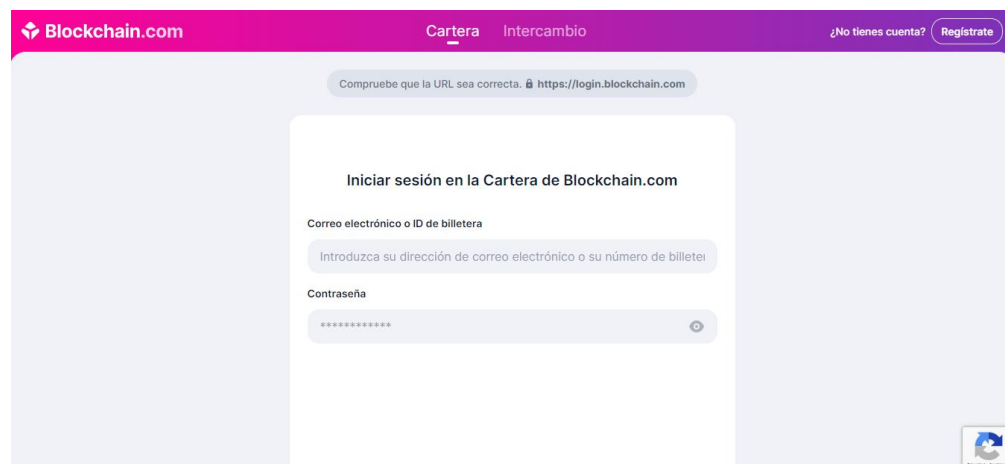 Blockchain.com
Cartera Intercambio
¿No tienes cuenta? Regístrate
Compruebe que la URL sea correcta. https://login.blockchain.com
Iniciar sesión en la Cartera de Blockchain.com
Correo electrónico o ID de billetera
Introduzca su dirección de correo electrónico o su número de billeter
Contraseña
************